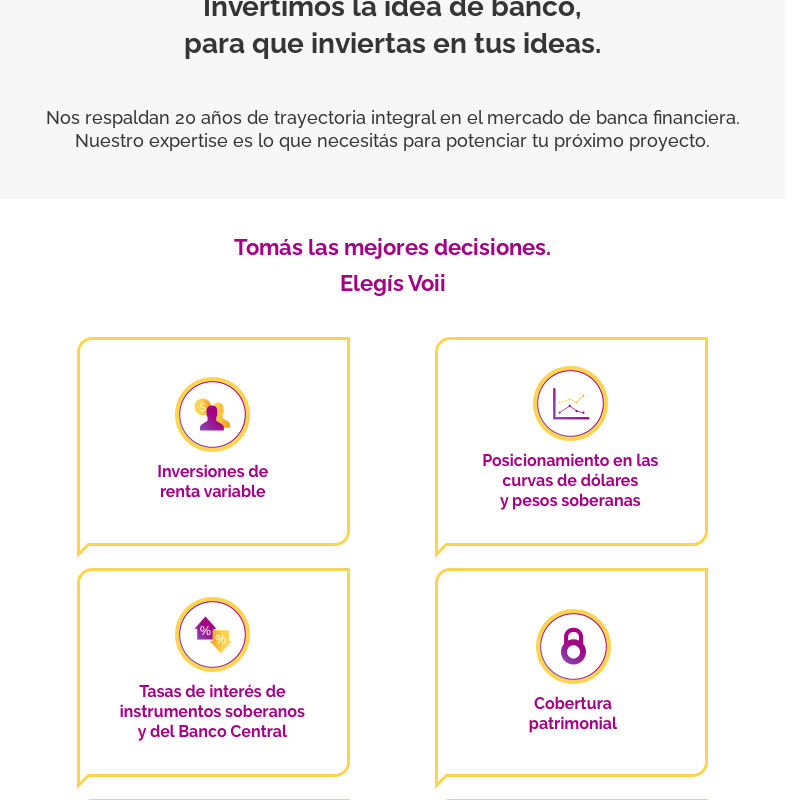 Invertimos la idea de banco,
para que inviertas en tus ideas.
Nos respaldan 20 años de trayectoria integral en el mercado de banca financiera.
Nuestro expertise es lo que necesitás para potenciar tu próximo proyecto.
Tomás las mejores decisiones.
Elegís Voii
Inversiones de
renta variable
Posicionamiento en las
curvas de dólares
y pesos soberanas
%
%
Tasas de interés de
instrumentos soberanos
y del Banco Central
Cobertura
patrimonial